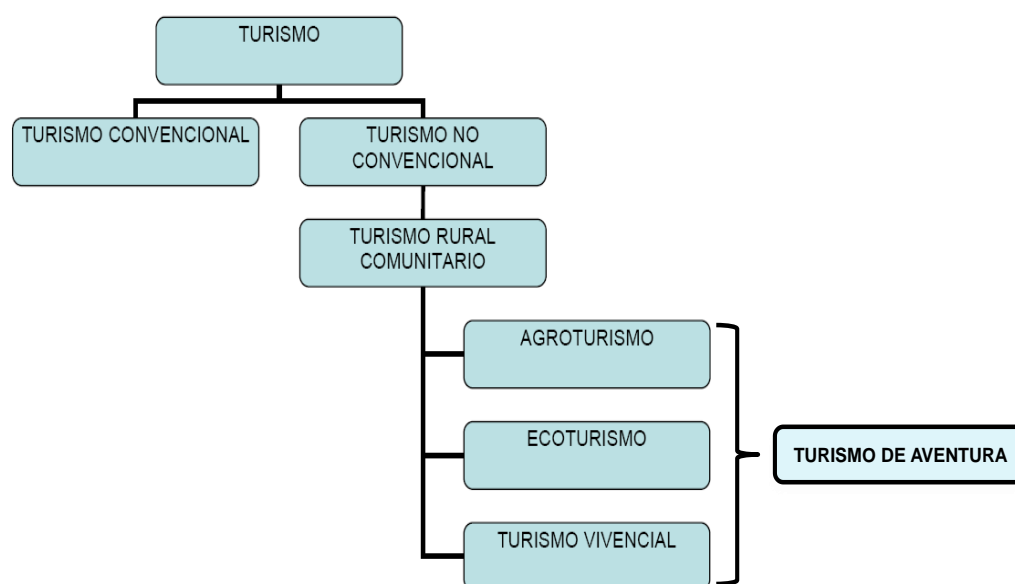 TURISMO
TURISMO CONVENCIONAL
TURISMO NO
CONVENCIONAL
TURISMO RURAL
COMUNITARIO
AGROTURISMO
ECOTURISMO
TURISMO DE AVENTURA
TURISMO VIVENCIAL